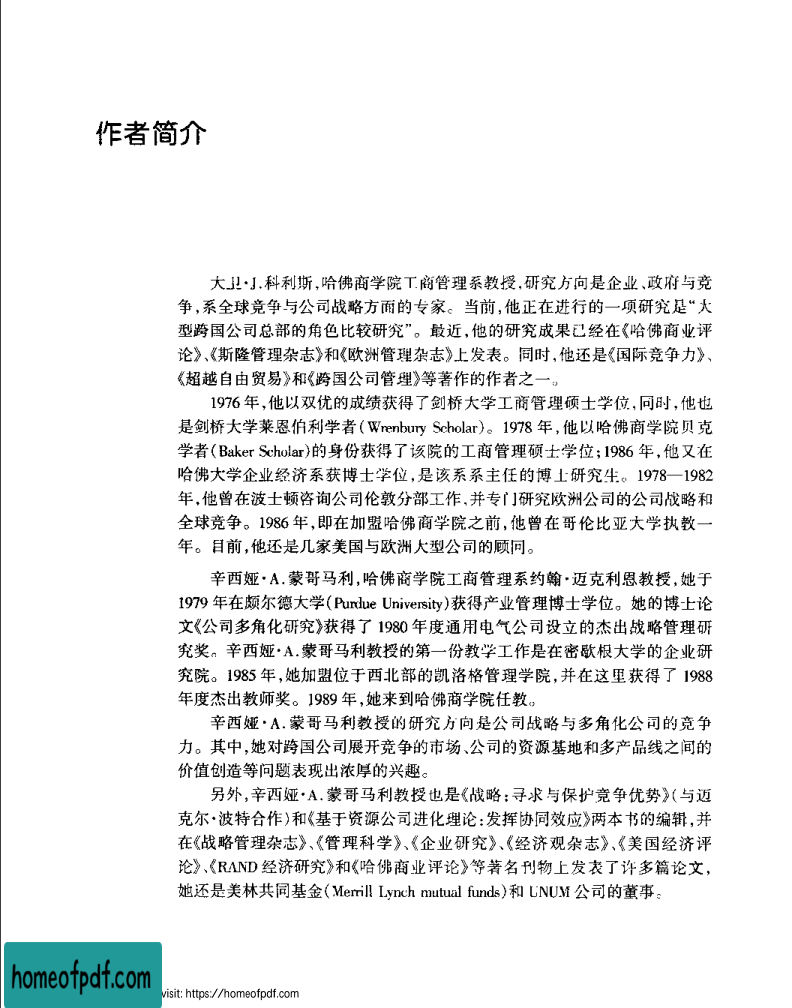 作者简介
大卫·J.科利斯,哈佛商学院工商管理系教授,研究方向是企业、政府与竞
争,系全球竞争与公司战略方面的专家。当前,他正在进行的一项研究是“大
型跨国公司总部的角色比较研究”。最近,他的研究成果已经在《哈佛商业评
论》、《斯隆管理杂志》和《欧洲管理杂志》上发表。同时,他还是《国际竞争力》、
《超越自由贸易》和《跨国公司管理》等著作的作者之一。
1976年,他以双优的成绩获得了剑桥大学工商管理硕士学位,同时,他也
是剑桥大学莱恩伯利学者(Wrenbury Scholar)。1978年,他以哈佛商学院贝克
学者(Baker Scholar)的身份获得了该院的工商管理硕士学位;1986年,他又在
哈佛大学企业经济系获博士学位,是该系系主任的博士研究生。1978—1982
年,他曾在波士顿咨询公司伦敦分部工作,并专门研究欧洲公司的公司战略和
全球竞争。1986年,即在加盟哈佛商学院之前,他曾在哥伦比亚大学执教一
年。目前,他还是几家美国与欧洲大型公司的顾问。
辛西娅·A.蒙哥马利,哈佛商学院工商管理系约翰·迈克利恩教授,她于
1979年在颇尔德大学(Purdue University)获得产业管理博士学位。她的博士论
文《公司多角化研究》获得了1980年度通用电气公司设立的杰出战略管理研
究奖。辛西娅·A.蒙哥马利教授的第一份教学工作是在密歇根大学的企业研
究院。1985年,她加盟位于西北部的凯洛格管理学院,并在这里获得了1988
年度杰出教师奖。1989年,她来到哈佛商学院任教。
辛西娅·A.蒙哥马利教授的研究方向是公司战略与多角化公司的竞争
力。其中,她对跨国公司展开竞争的市场、公司的资源基地和多产品线之间的
价值创造等问题表现出浓厚的兴趣。
另外,辛西娅·A.蒙哥马利教授也是《战略:寻求与保护竞争优势》(与迈
克尔·波特合作)和《基于资源公司进化理论:发挥协同效应》两本书的编辑,并
在《战略管理杂志》、《管理科学》、《企业研究》、《经济观杂志》、《美国经济评
论》、《RAND经济研究》和《哈佛商业评论》等著名刊物上发表了许多篇论文,
她还是美林共同基金(Merrill Lynch mutual funds)和UNUM公司的董事。
homeofpdf.com
visit: https://homeofpdf.com